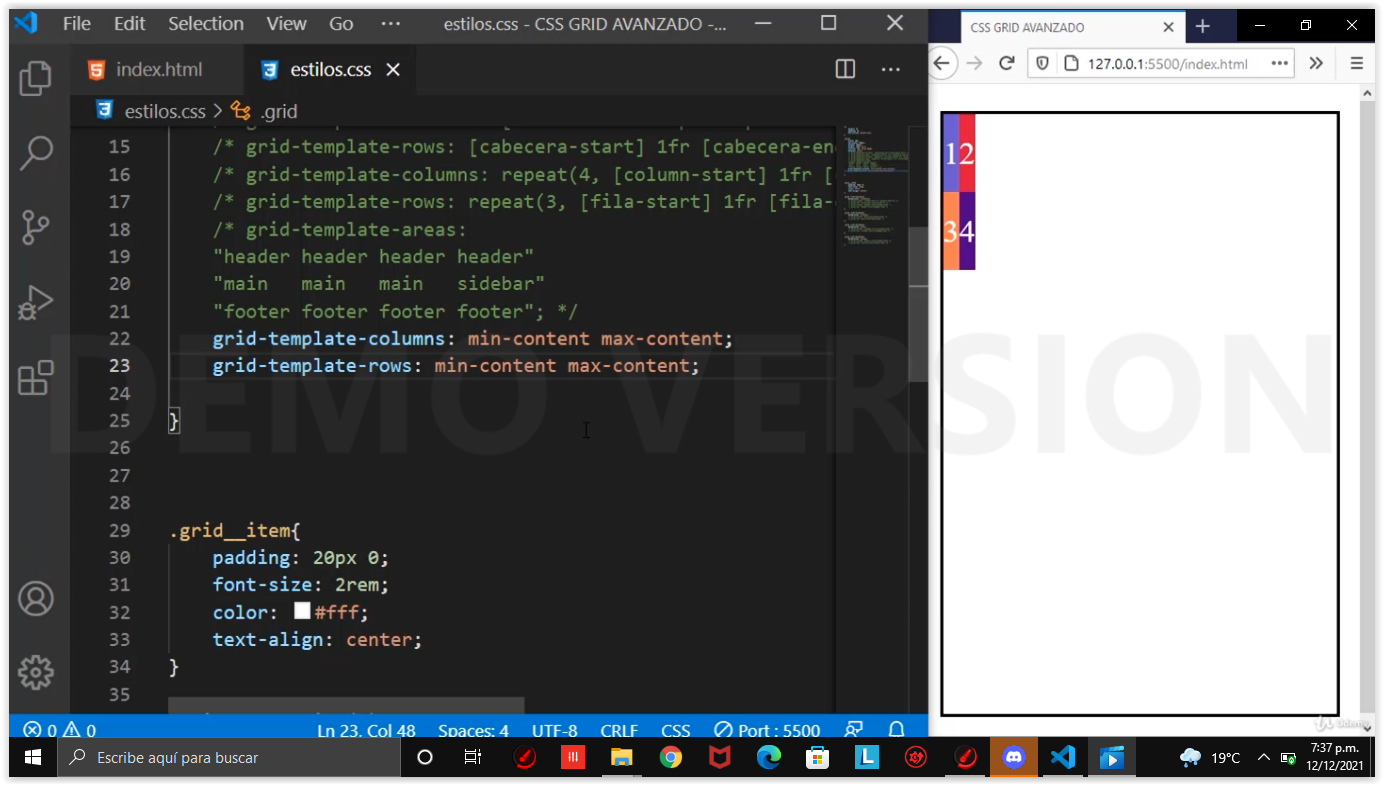 File Edit Selection View Go ··· estilos.css - CSS GRID AVANZADO -...
CSS GRID AVANZADO
index.html
estilos.css
127.0.0.1:5500/index.html
estilos.css > .grid
15 /* grid-template-rows: [cabecera-start] 1fr [cabecera-en
16 /* grid-template-columns: repeat(4, [column-start] 1fr [
17 /* grid-template-rows: repeat(3, [fila-start] 1fr [fila-
18 /* grid-template-areas:
19 "header header header header"
20 "main main main sidebar"
21 "footer footer footer footer"; */
22 grid-template-columns: min-content max-content;
23 grid-template-rows: min-content max-content;
24
25 }
26
27
28
29 .grid__item{
30 padding: 20px 0;
31 font-size: 2rem;
32 color: #fff;
33 text-align: center;
34 }
35
12
34
DEMO VERSION
Udemy
0 0
Ln 23, Col 48 Spaces: 4 UTF-8 CRLF CSS Port : 5500
Escribe aquí para buscar
L
19°C
7:37 p.m.
12/12/2021